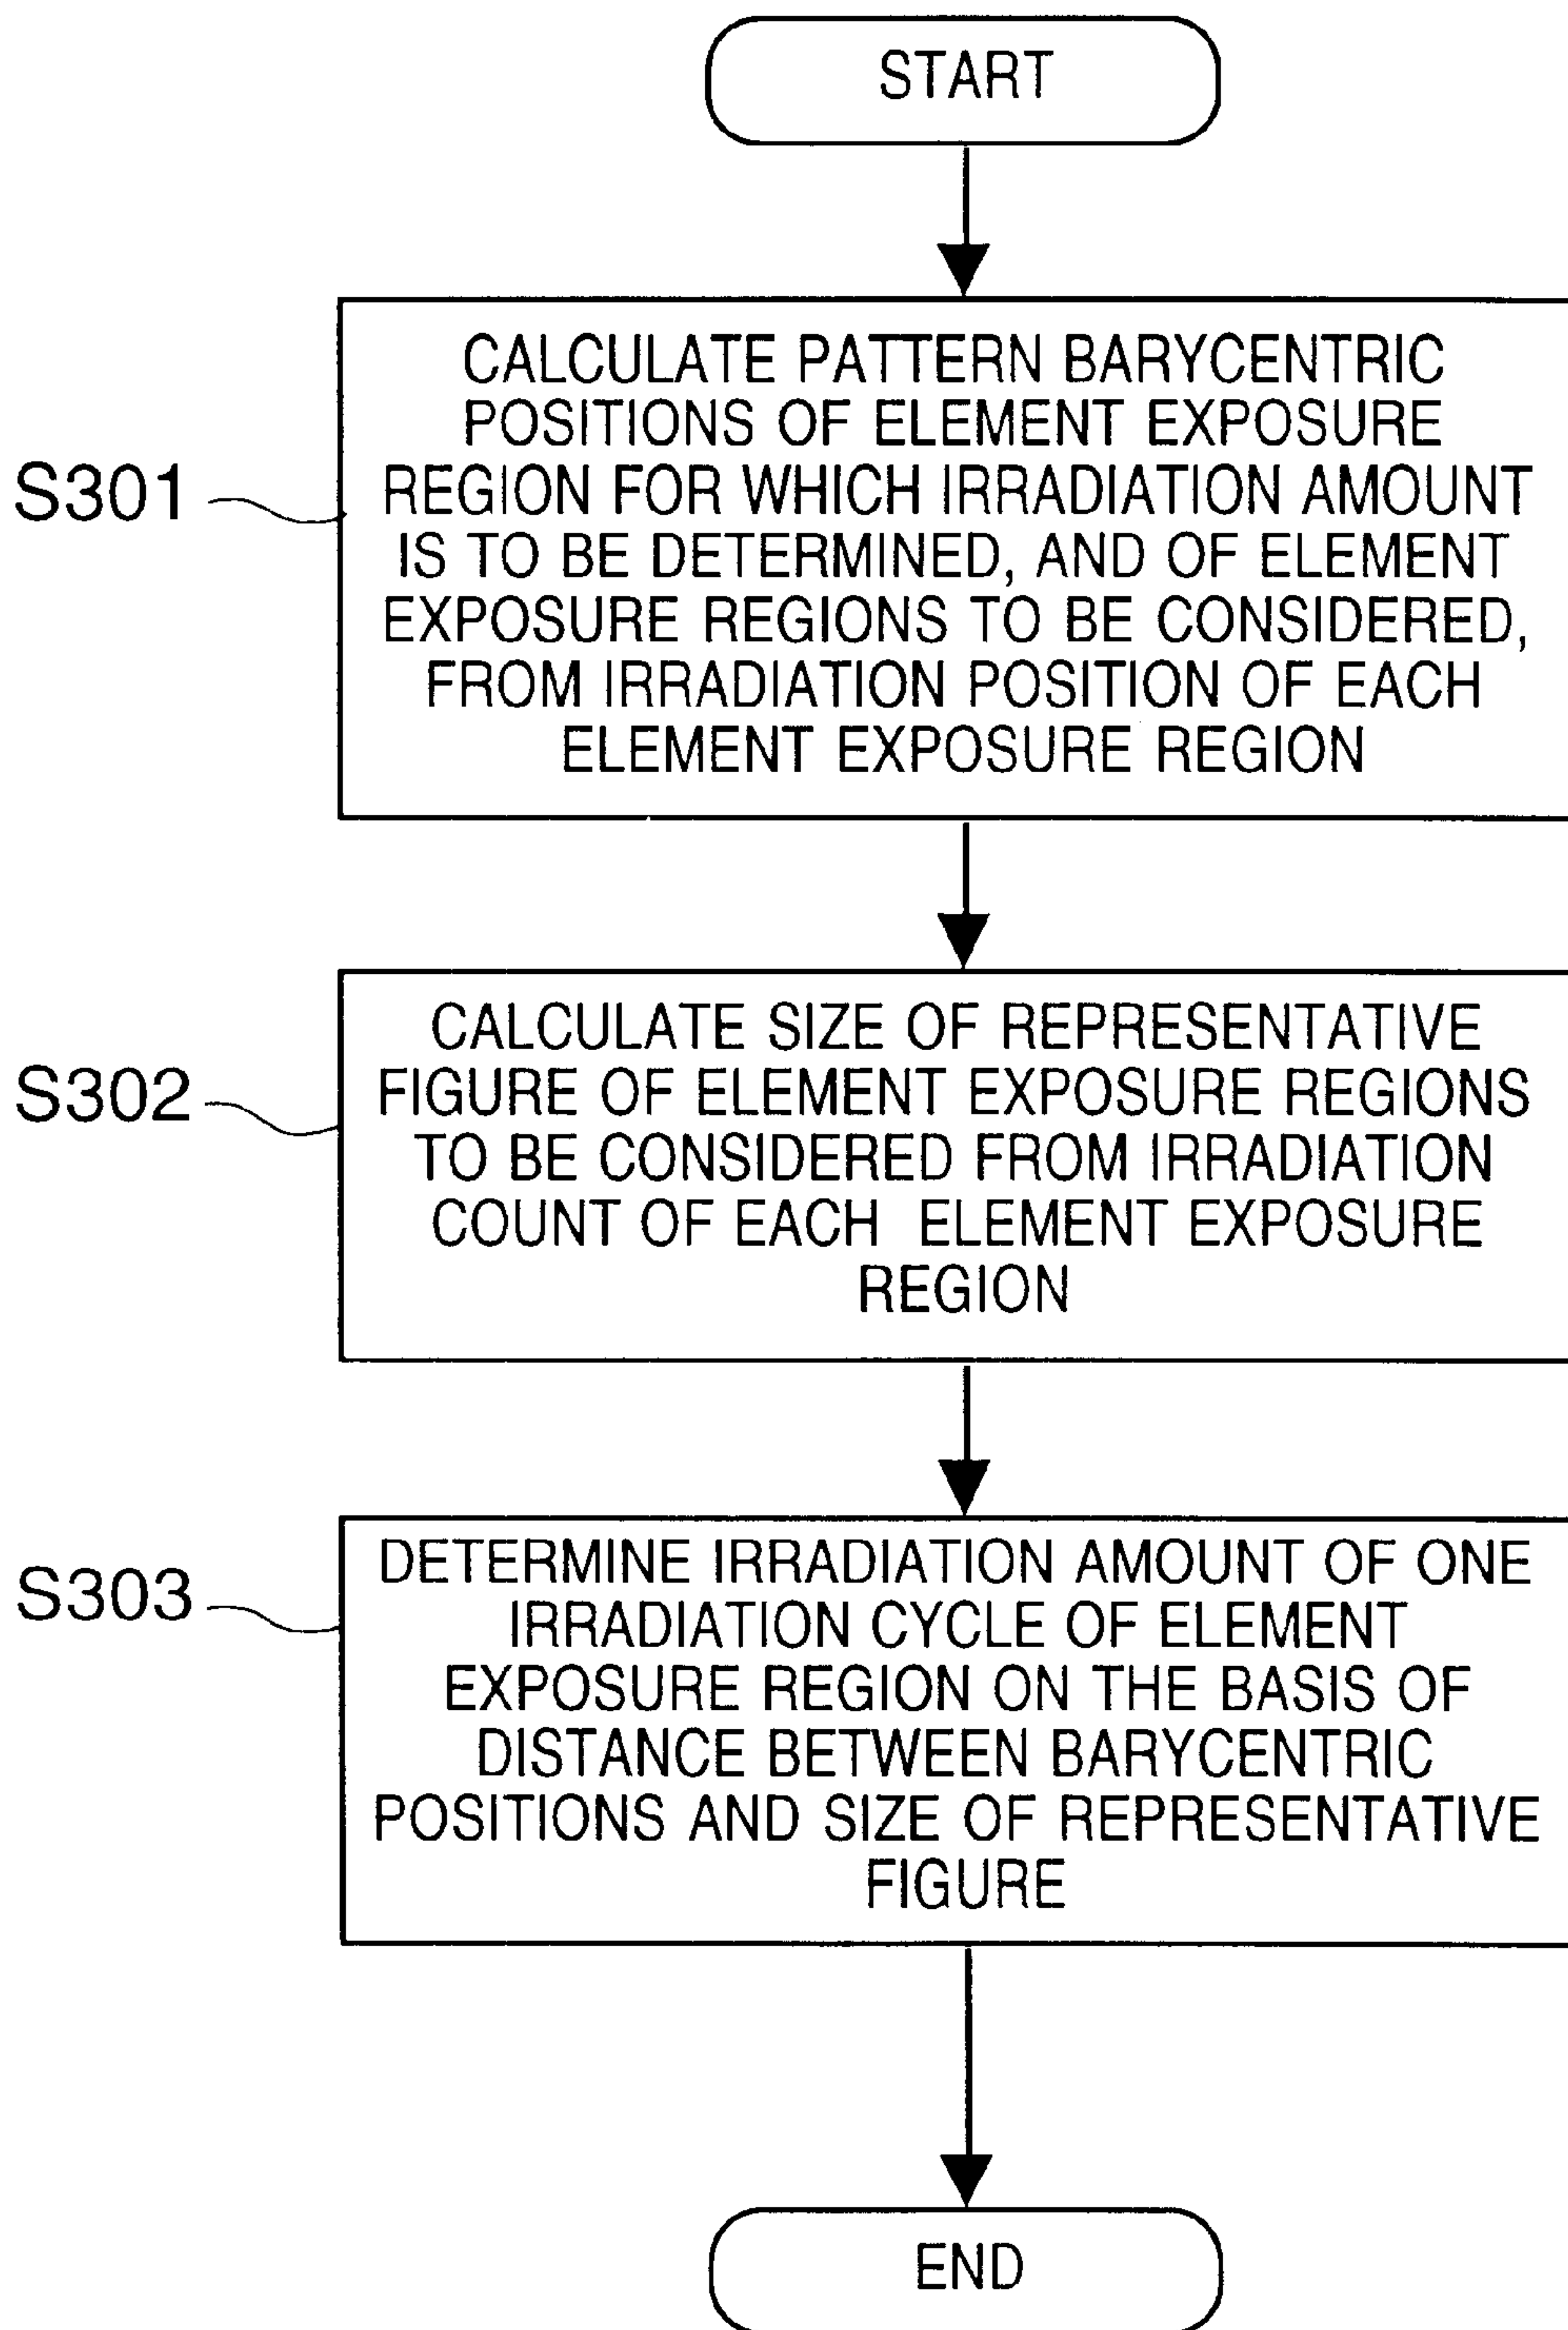 START
CALCULATE PATTERN BARYCENTRIC
POSITIONS OF ELEMENT EXPOSURE
REGION FOR WHICH IRRADIATION AMOUNT
IS TO BE DETERMINED, AND OF ELEMENT
EXPOSURE REGIONS TO BE CONSIDERED,
FROM IRRADIATION POSITION OF EACH
ELEMENT EXPOSURE REGION
S301
CALCULATE SIZE OF REPRESENTATIVE
FIGURE OF ELEMENT EXPOSURE REGIONS
TO BE CONSIDERED FROM IRRADIATION
COUNT OF EACH ELEMENT EXPOSURE
REGION
S302
DETERMINE IRRADIATION AMOUNT OF ONE
IRRADIATION CYCLE OF ELEMENT
EXPOSURE REGION ON THE BASIS OF
DISTANCE BETWEEN BARYCENTRIC
POSITIONS AND SIZE OF REPRESENTATIVE
FIGURE
S303
END